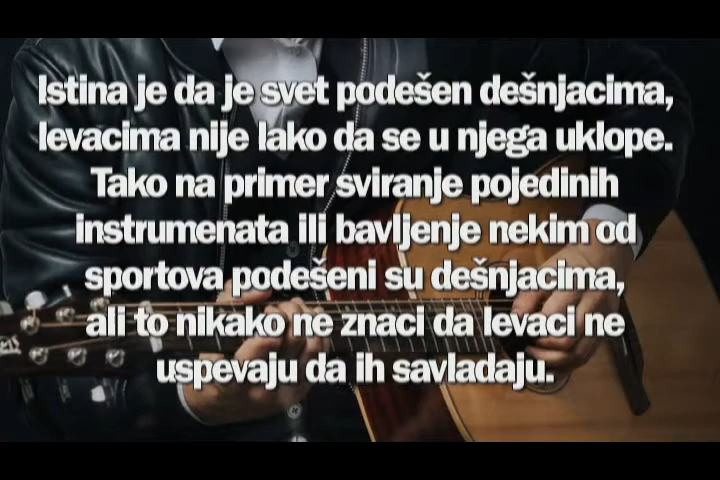 Istina je da je svet podešen dešnjacima,
levacima nije lako da se u njega uklope.
Tako na primer sviranje pojedinih
instrumenata ili bavljenje nekim od
sportova podešeni su dešnjacima,
ali to nikako ne znaci da levaci ne
uspevaju da ih savladaju.